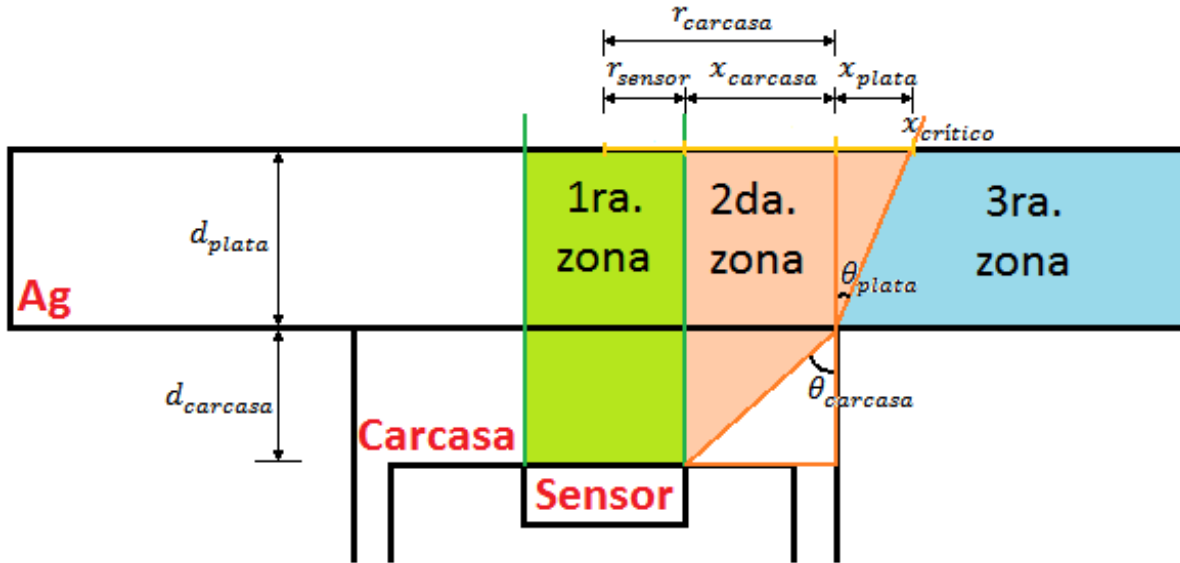 r_carcasa
r_sensor x_carcasa x_plata
x_crítico
1ra. zona
2da. zona
3ra. zona
d_plata
θ_plata
Ag
d_carcasa
θ_carcasa
Carcasa
Sensor